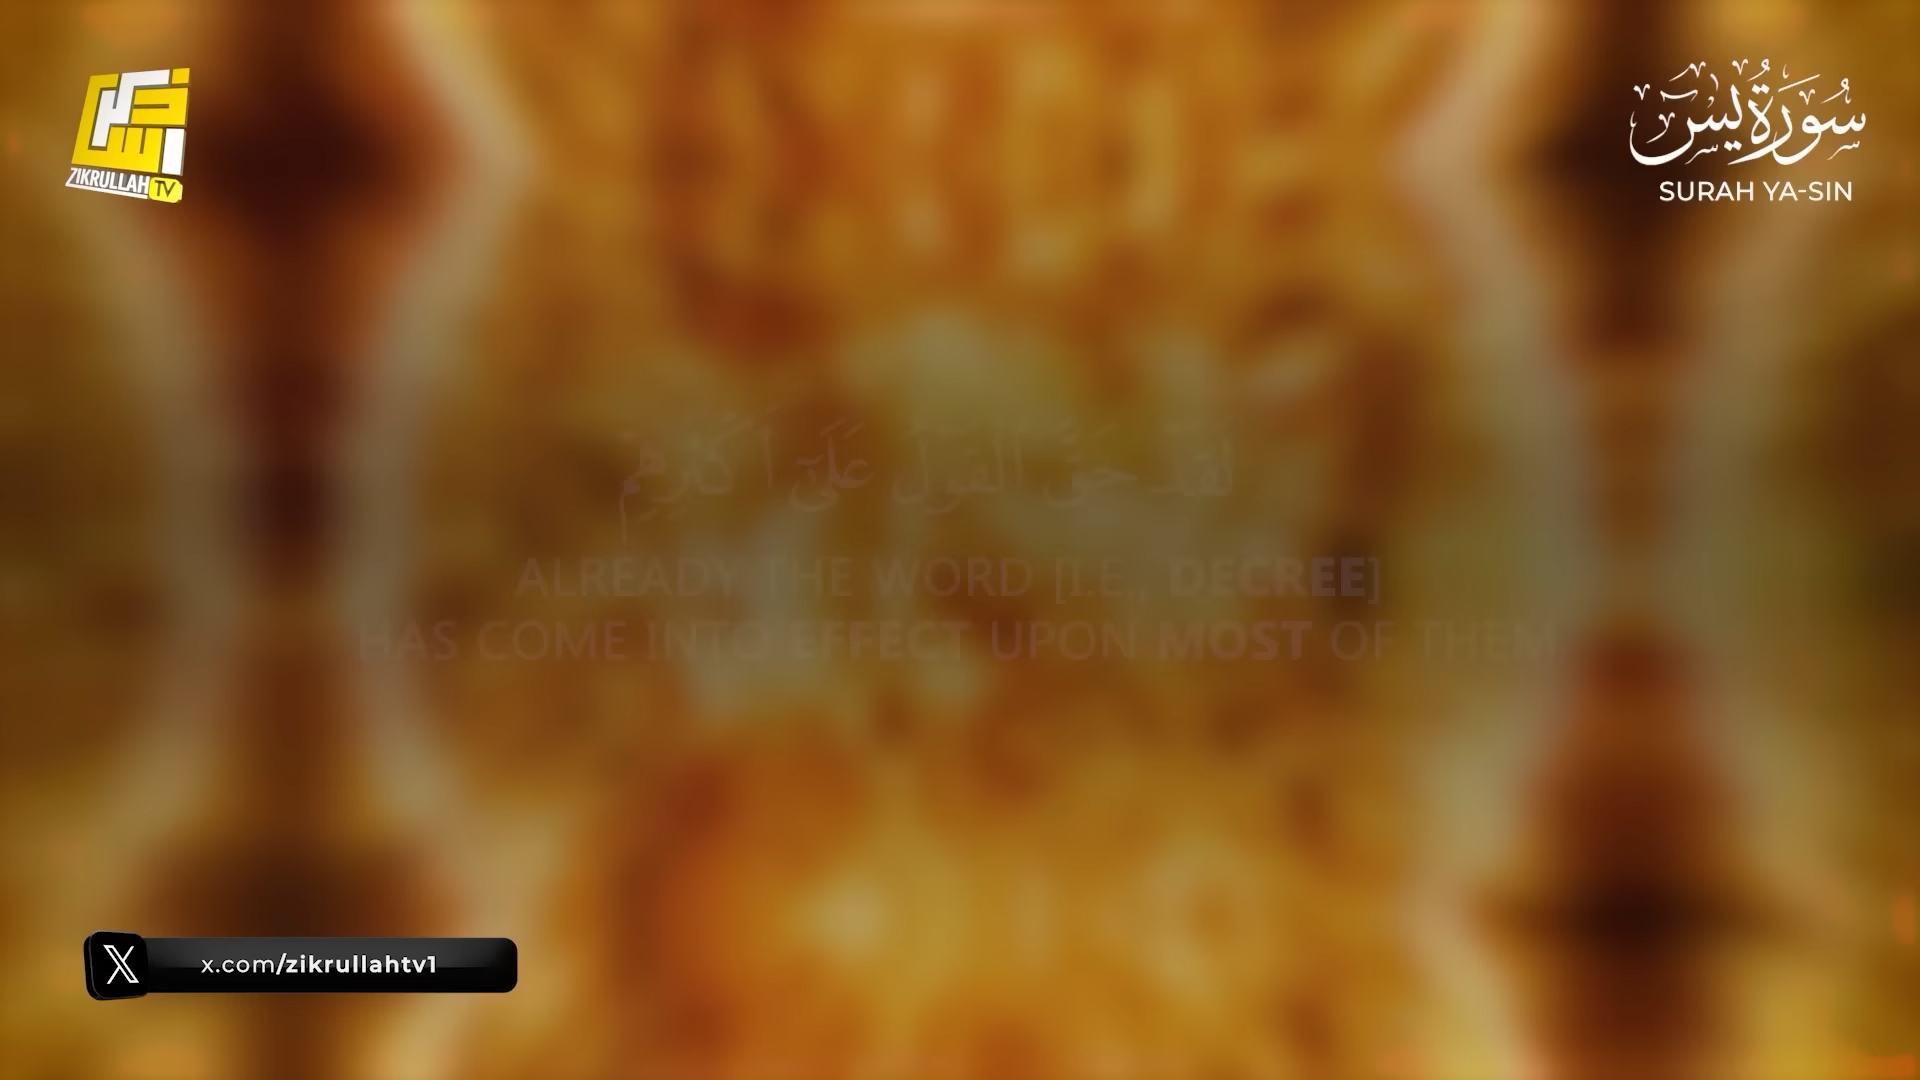 ZIKRULLAH TV
سُورَةُ يس
SURAH YA-SIN
لَقَدْ حَقَّ الْقَوْلُ عَلَىٰٓ أَكْثَرِهِمْ
ALREADY THE WORD [I.E., DECREE]
HAS COME INTO EFFECT UPON MOST OF THEM
x.com/zikrullahtv1